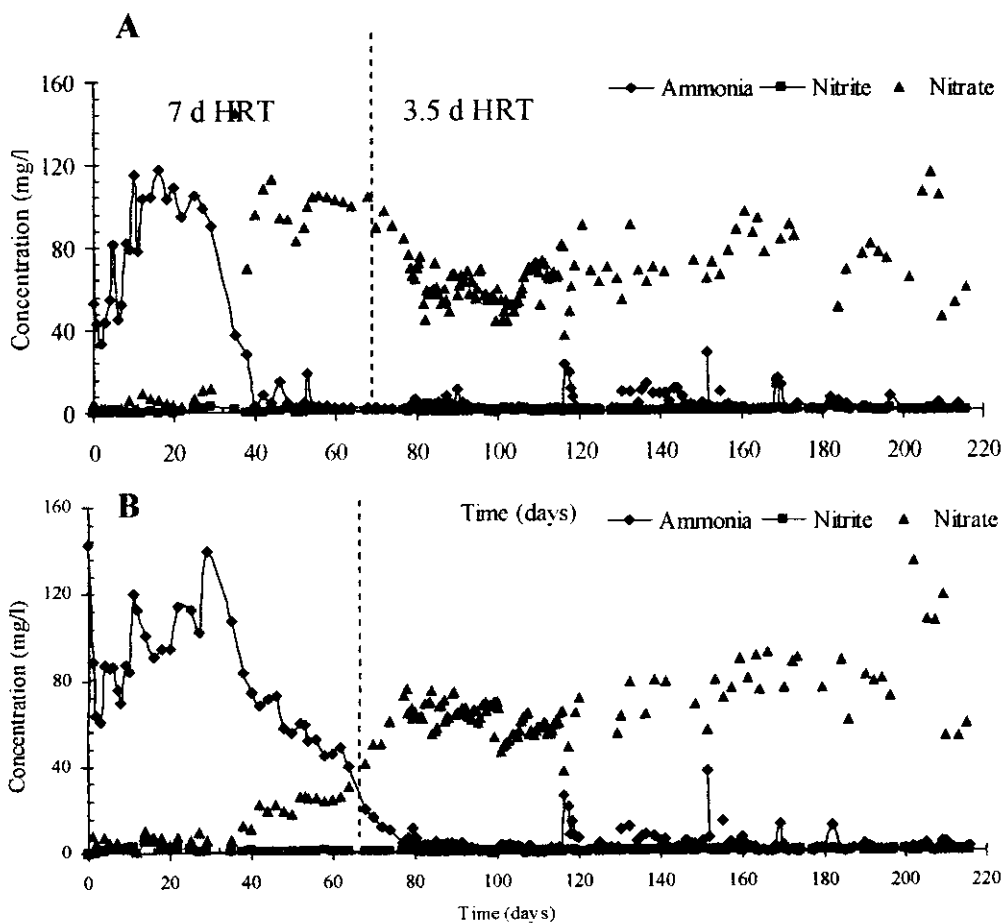 A
160
7 d HRT
3.5 d HRT
Ammonia
Nitrite
Nitrate
120
80
40
0
Concentration (mg/l)
0 20 40 60 80 100 120 140 160 180 200 220
B
160
Time (days)
Ammonia
Nitrite
Nitrate
120
80
40
0
Concentration (mg/l)
0 20 40 60 80 100 120 140 160 180 200 220
Time (days)